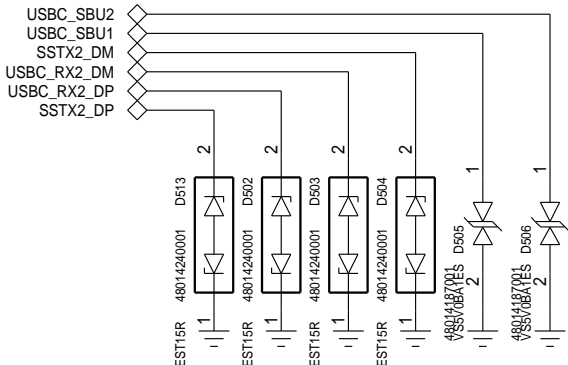 USBC_SBU2
USBC_SBU1
SSTX2_DM
USBC_RX2_DM
USBC_RX2_DP
SSTX2_DP
2
2
2
2
1
1
D513
D502
D503
D504
D505
D506
48014240001
48014240001
48014240001
48014240001
48014187001
VS5V0BA1ES
48014187001
VS5V0BA1ES
2
2
1
1
1
1
EST15R
EST15R
EST15R
EST15R